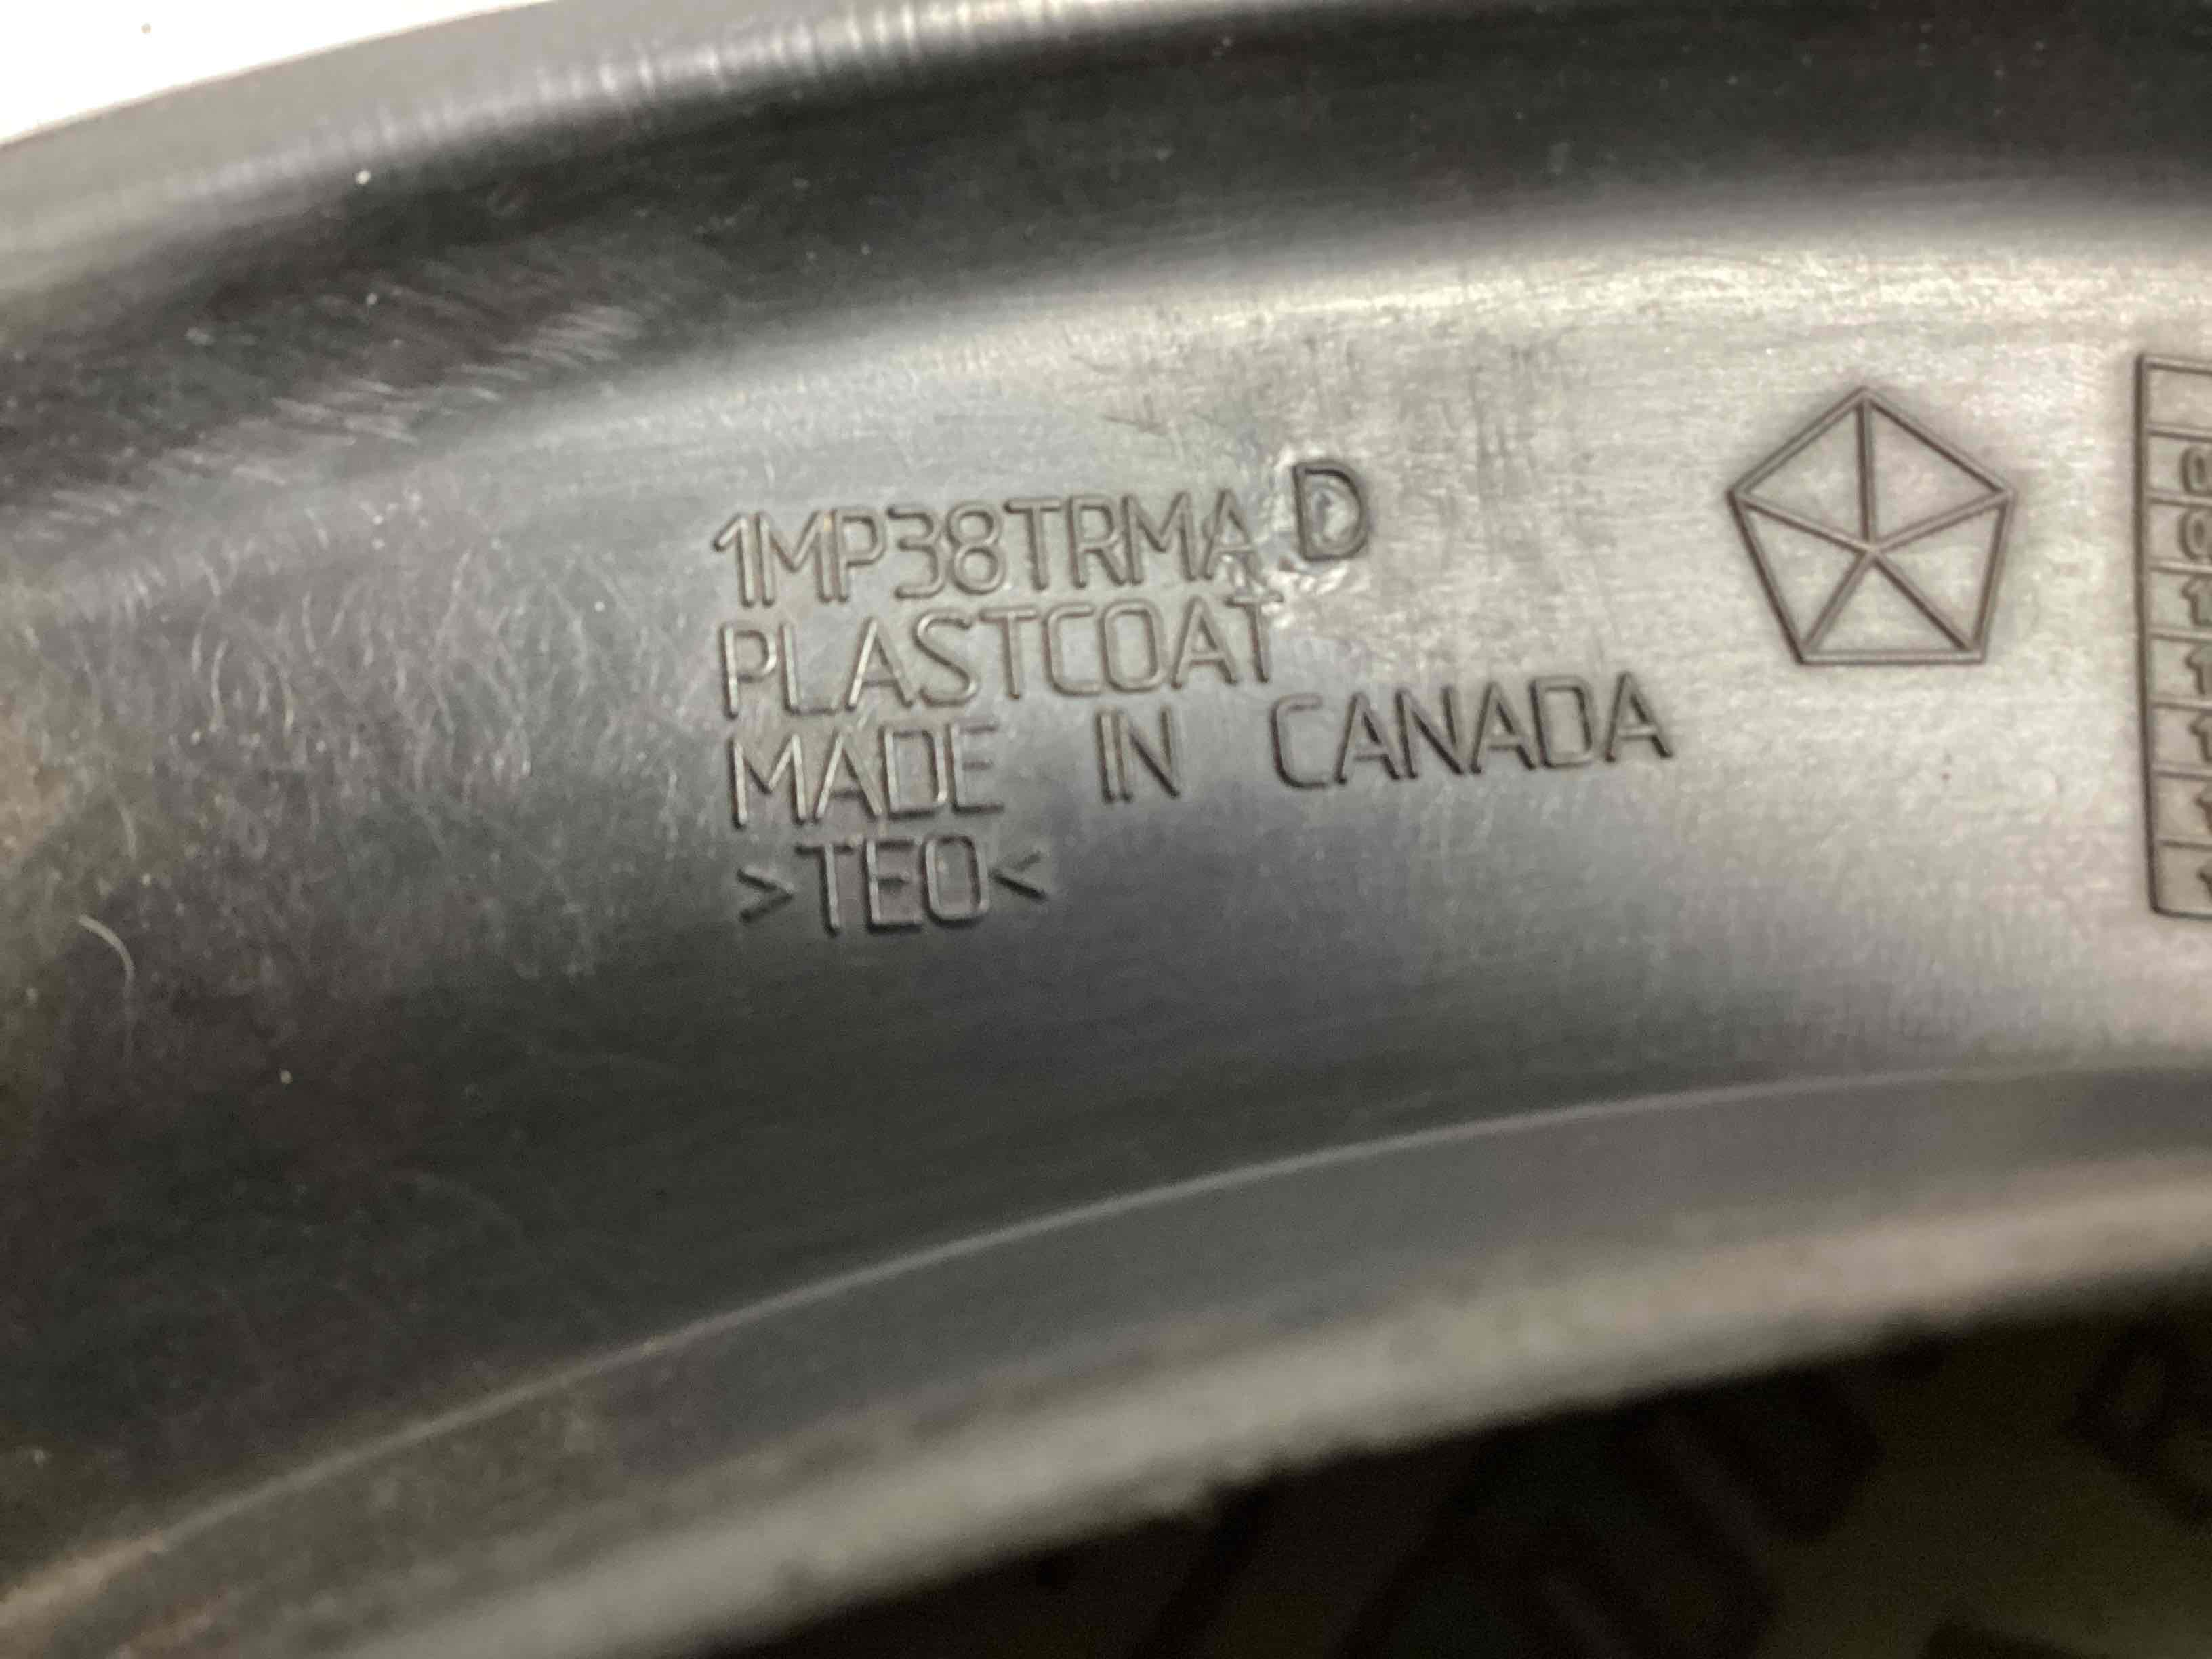 1MP38TRMA D
PLASTCOAT
MADE IN CANADA
>TEO<